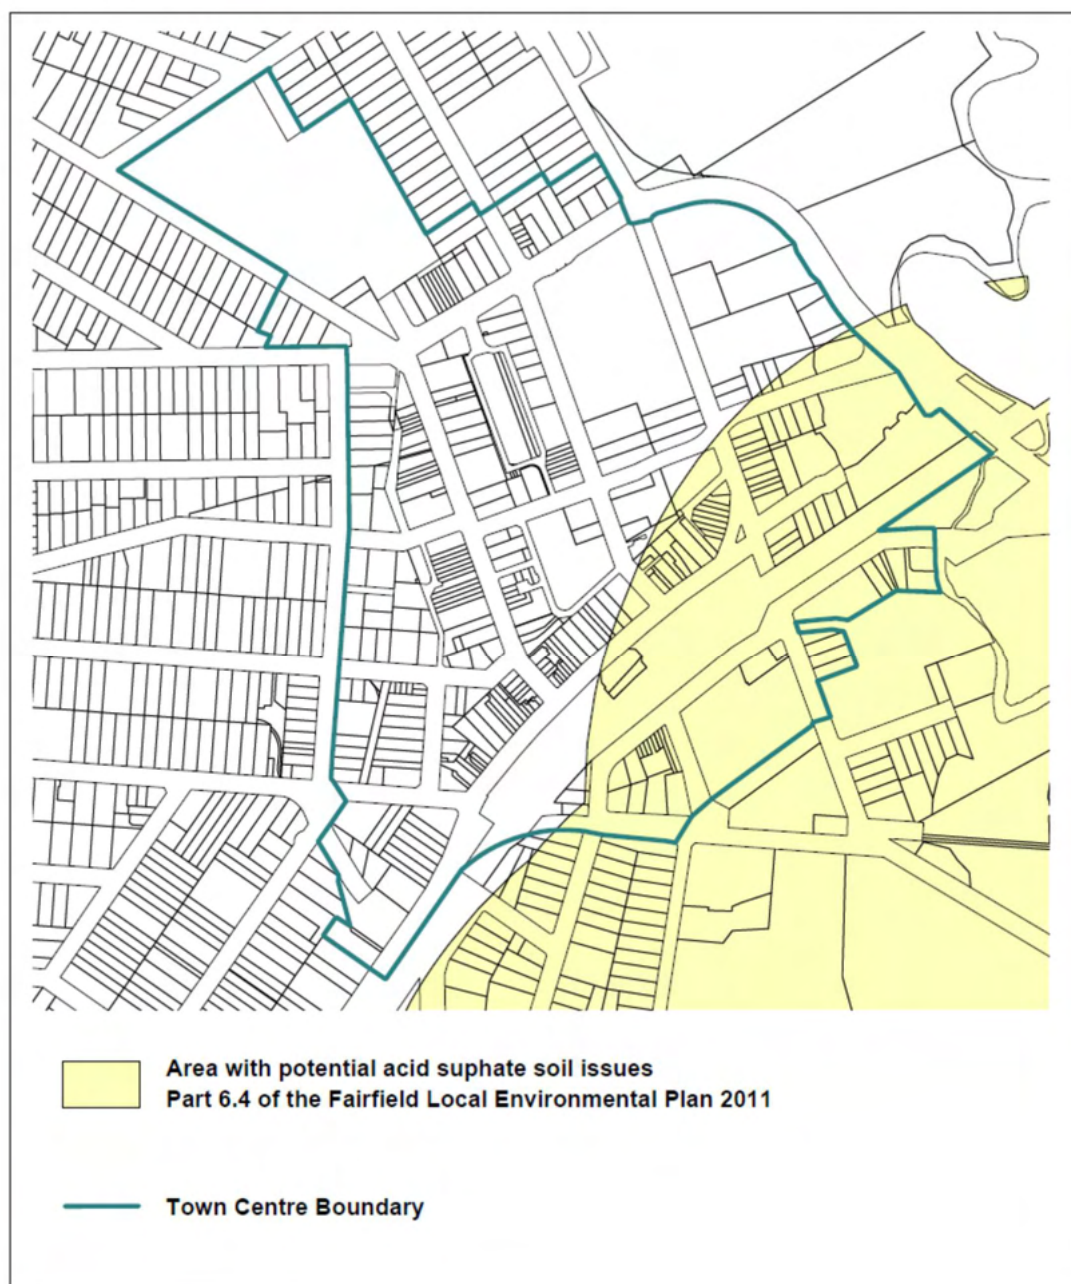 Area with potential acid suphate soil issues
Part 6.4 of the Fairfield Local Environmental Plan 2011
Town Centre Boundary